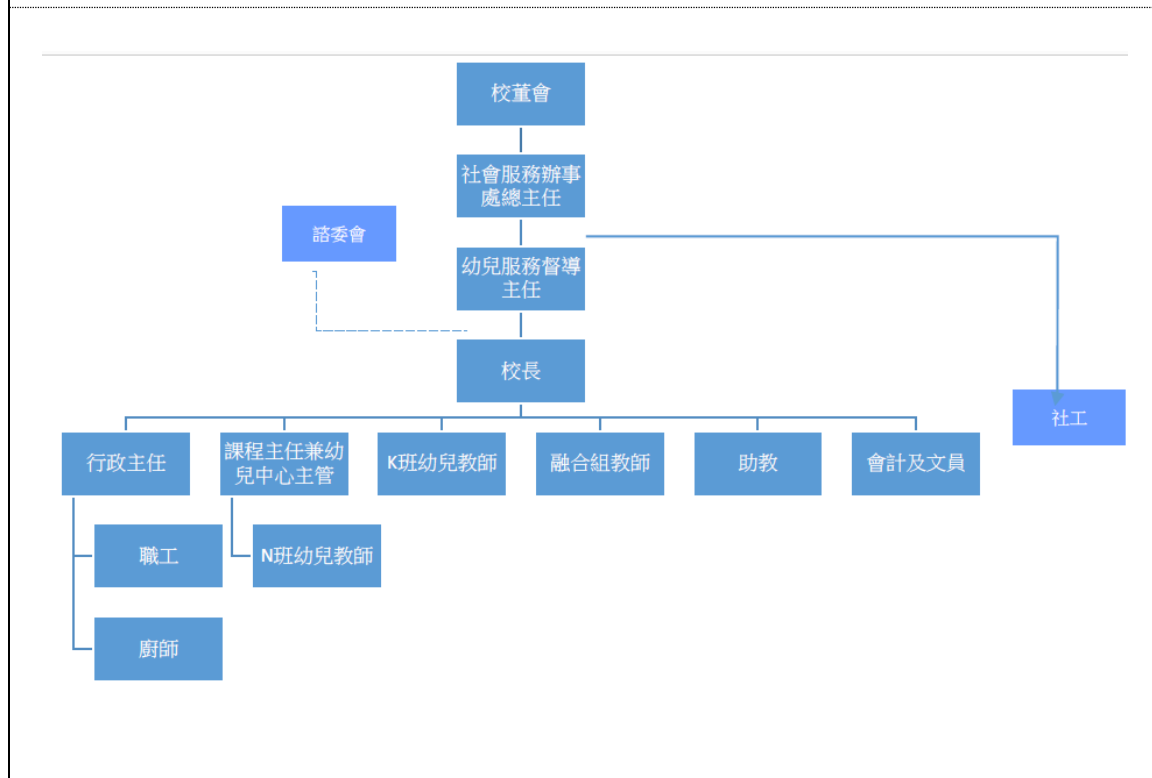 校董會
社會服務辦事
處總主任
諮委會
幼兒服務督導
主任
校長
社工
行政主任
課程主任兼幼
兒中心主管
K班幼兒教師
融合組教師
助教
會計及文員
職工
N班幼兒教師
廚師